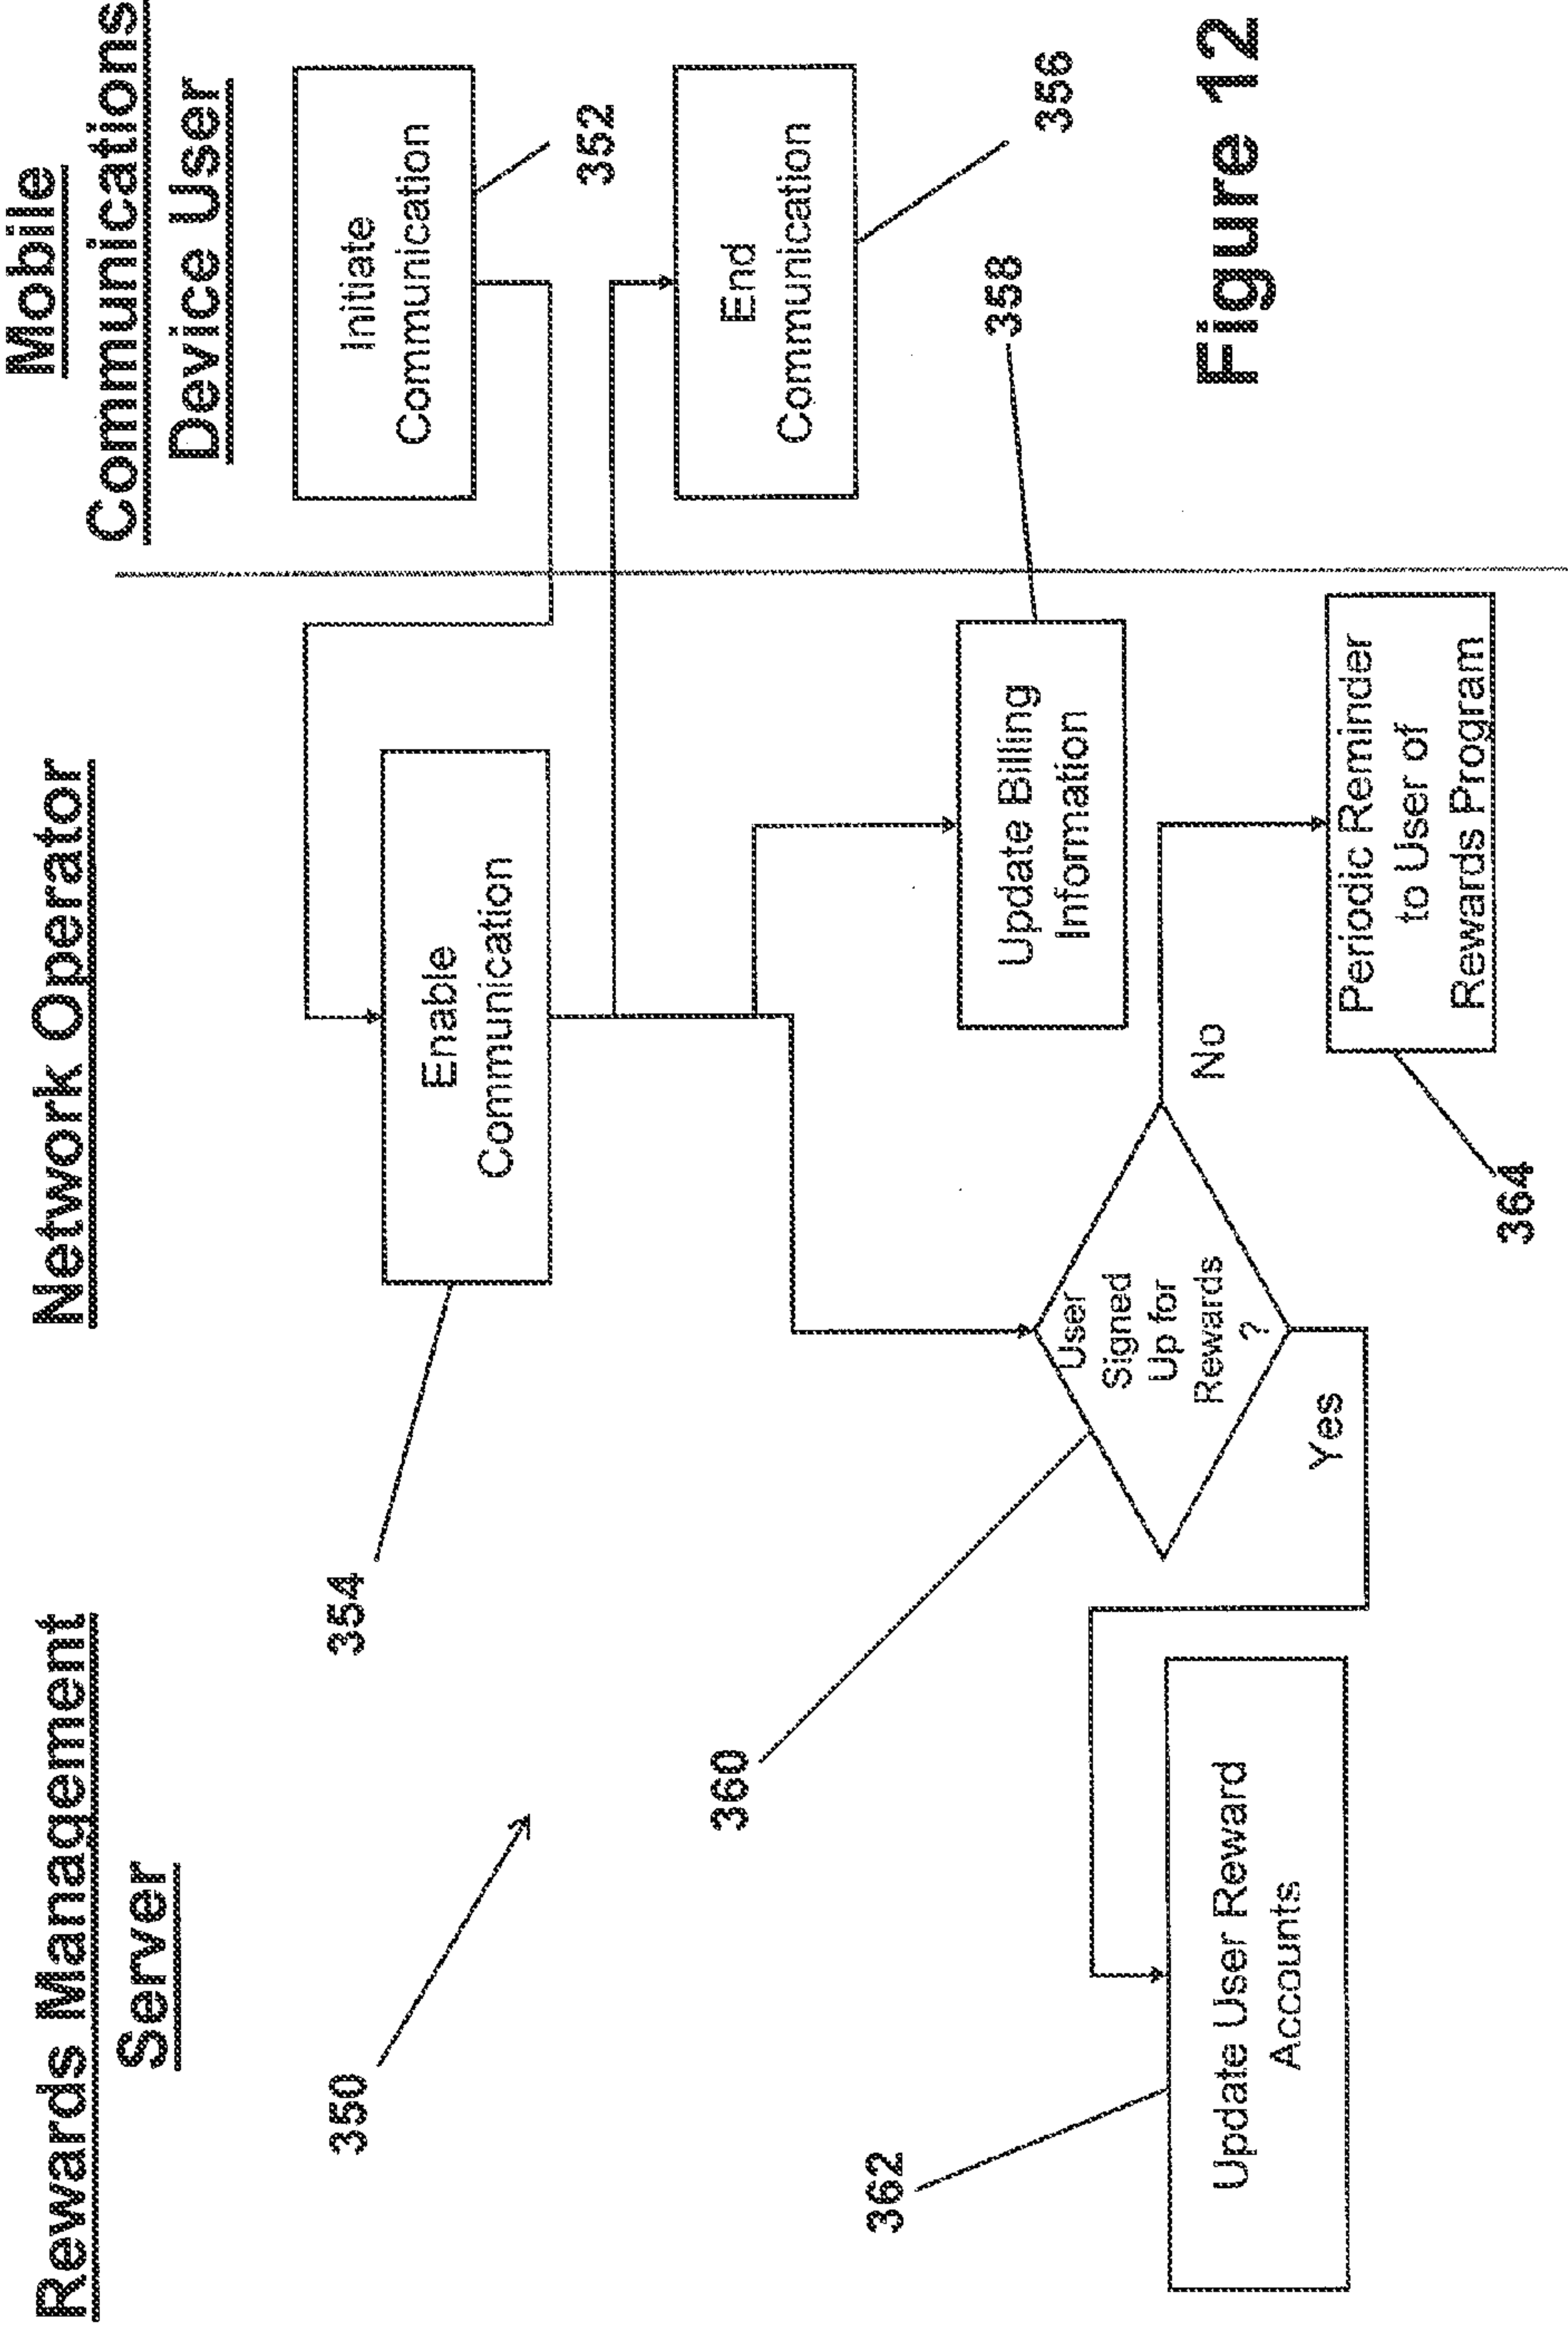 Rewards Management
Server
Network Operator
Mobile
Communications
Device User
350
354
Enable
Communication
Initiate
Communication
352
End
Communication
356
358
Update Billing
Information
360
User
Signed
Up for
Rewards
?
No
Yes
362
Update User Reward
Accounts
Periodic Reminder
to User of
Rewards Program
364
Figure 12